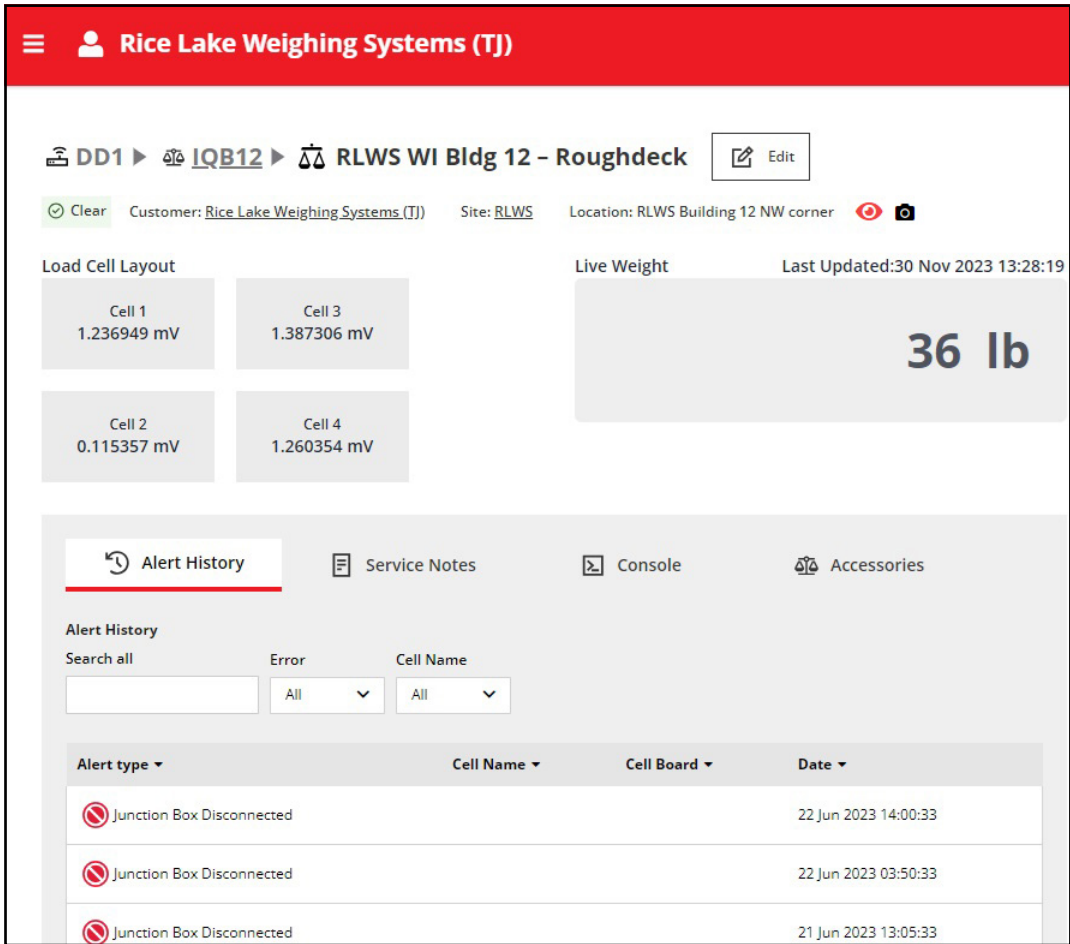 Rice Lake Weighing Systems (TJ)
DD1 IQB12 RLWS WI Bldg 12 – Roughdeck Edit
Clear Customer: Rice Lake Weighing Systems (TJ) Site: RLWS Location: RLWS Building 12 NW corner
Load Cell Layout Live Weight Last Updated:30 Nov 2023 13:28:19
Cell 1 Cell 3
1.236949 mV 1.387306 mV
36 lb
Cell 2 Cell 4
0.115357 mV 1.260354 mV
Alert History Service Notes Console Accessories
Alert History
Search all Error Cell Name
All All
Alert type Cell Name Cell Board Date
Junction Box Disconnected 22 Jun 2023 14:00:33
Junction Box Disconnected 22 Jun 2023 03:50:33
Junction Box Disconnected 21 Jun 2023 13:05:33